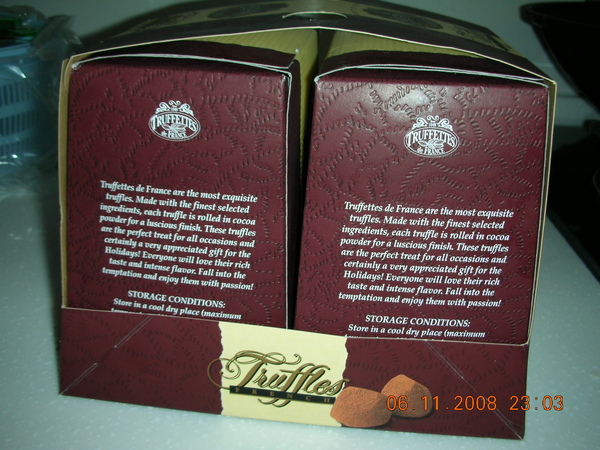 TRUFFETTES
de FRANCE
Truffettes de France are the most exquisite
truffles. Made with the finest selected
ingredients, each truffle is rolled in cocoa
powder for a luscious finish. These truffles
are the perfect treat for all occasions and
certainly a very appreciated gift for the
Holidays! Everyone will love their rich
taste and intense flavor. Fall into the
temptation and enjoy them with passion!
STORAGE CONDITIONS:
Store in a cool dry place (maximum
TRUFFETTES
de FRANCE
Truffettes de France are the most exquisite
truffles. Made with the finest selected
ingredients, each truffle is rolled in cocoa
powder for a luscious finish. These truffles
are the perfect treat for all occasions and
certainly a very appreciated gift for the
Holidays! Everyone will love their rich
taste and intense flavor. Fall into the
temptation and enjoy them with passion!
STORAGE CONDITIONS:
Store in a cool dry place (maximum
Truffles
FRENCH
06.11.2008 23:03